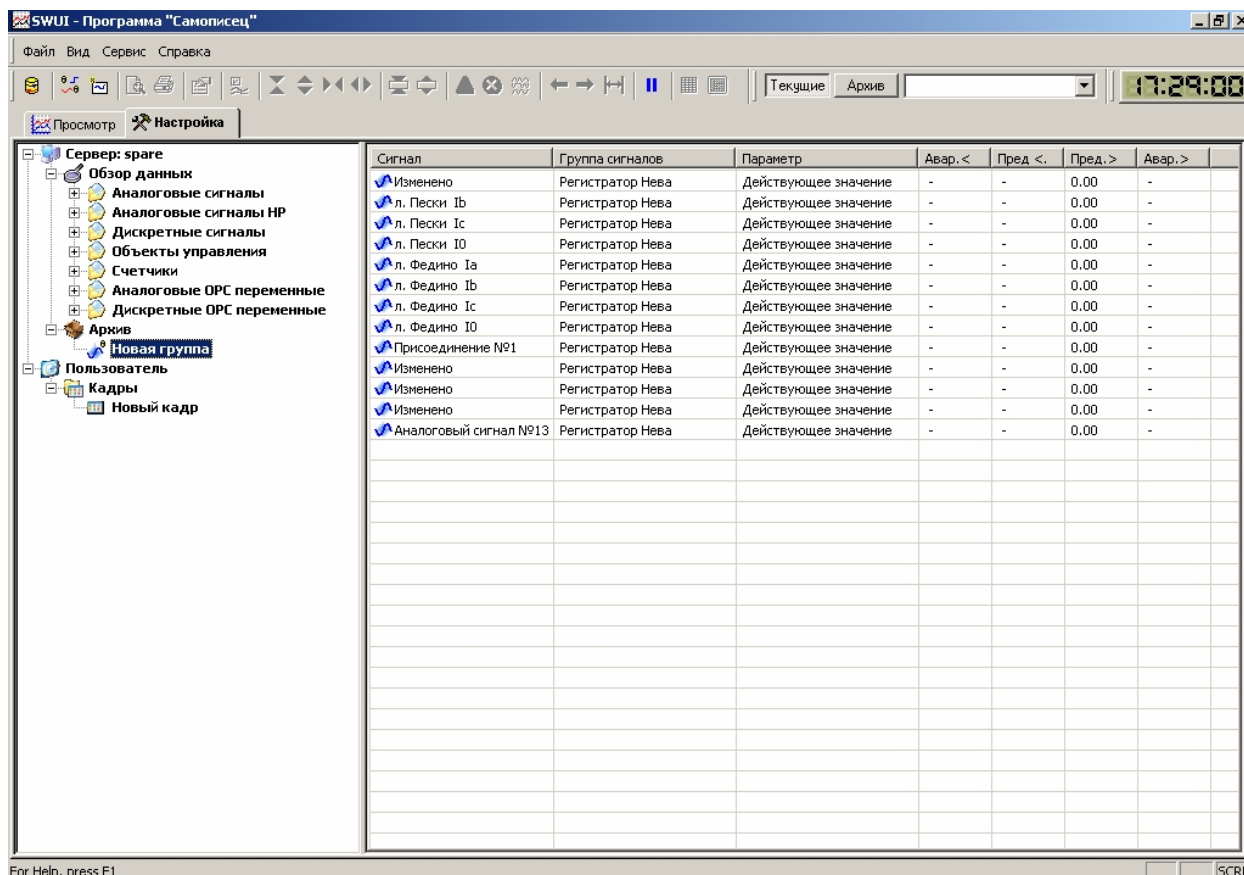 SWUI - Программа "Самописец"
Файл Вид Сервис Справка
Текущие Архив 17:29:00
Просмотр Настройка
Сервер: spare
Обзор данных
Аналоговые сигналы
Аналоговые сигналы НР
Дискретные сигналы
Объекты управления
Счетчики
Аналоговые ОРС переменные
Дискретные ОРС переменные
Архив
Новая группа
Пользователь
Кадры
Новый кадр
Сигнал Группа сигналов Параметр Авар.< Пред <. Пред.> Авар.>
Изменено Регистратор Нева Действующее значение - - 0.00 -
л. Пески Ib Регистратор Нева Действующее значение - - 0.00 -
л. Пески Ic Регистратор Нева Действующее значение - - 0.00 -
л. Пески I0 Регистратор Нева Действующее значение - - 0.00 -
л. Федино Ia Регистратор Нева Действующее значение - - 0.00 -
л. Федино Ib Регистратор Нева Действующее значение - - 0.00 -
л. Федино Ic Регистратор Нева Действующее значение - - 0.00 -
л. Федино I0 Регистратор Нева Действующее значение - - 0.00 -
Присоединение №1 Регистратор Нева Действующее значение - - 0.00 -
Изменено Регистратор Нева Действующее значение - - 0.00 -
Изменено Регистратор Нева Действующее значение - - 0.00 -
Изменено Регистратор Нева Действующее значение - - 0.00 -
Аналоговый сигнал №13 Регистратор Нева Действующее значение - - 0.00 -
For Help, press F1 SCRL